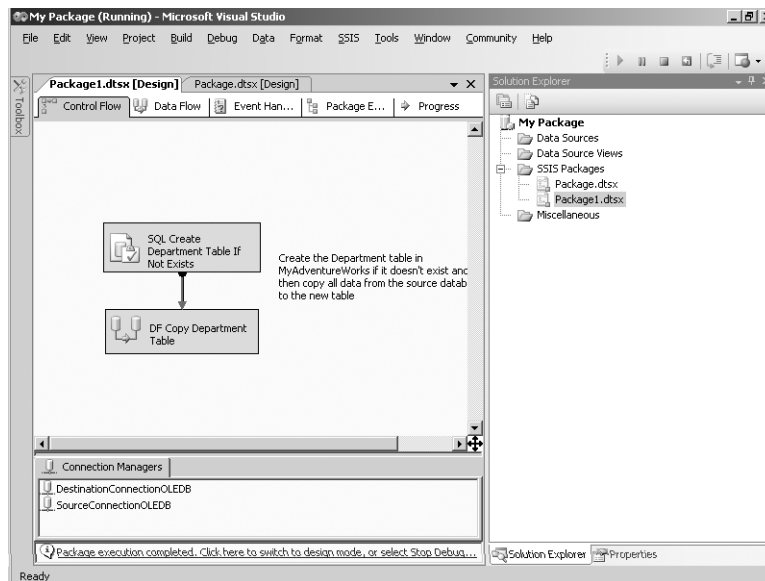 My Package (Running) - Microsoft Visual Studio
File Edit View Project Build Debug Data Format SSIS Tools Window Community Help
Toolbox
Package1.dtsx [Design] Package.dtsx [Design]
Control Flow Data Flow Event Han... Package E... Progress
SQL Create
Department Table If
Not Exists
DF Copy Department
Table
Create the Department table in
MyAdventureWorks if it doesn't exist and
then copy all data from the source datab
to the new table
Connection Managers
DestinationConnectionOLEDB
SourceConnectionOLEDB
Package execution completed. Click here to switch to design mode, or select Stop Debug...
Solution Explorer
My Package
Data Sources
Data Source Views
SSIS Packages
Package.dtsx
Package1.dtsx
Miscellaneous
Solution Explorer Properties
Ready